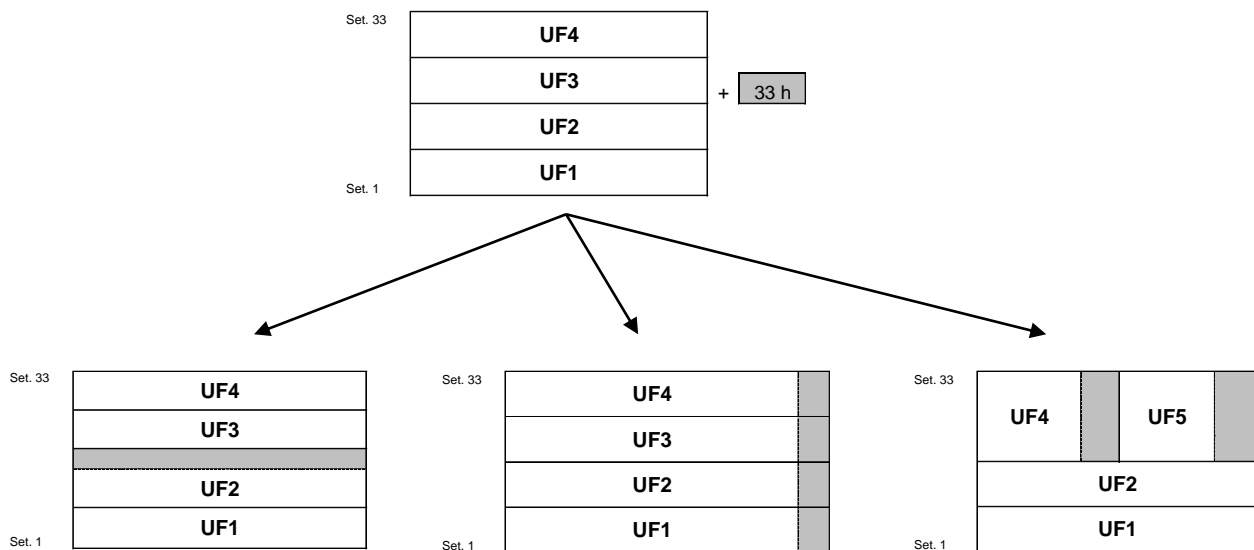 Set. 33
UF4
UF3
+ 33 h
UF2
UF1
Set. 1
Set. 33
UF4
UF3
UF2
UF1
Set. 1
Set. 33
UF4
UF3
UF2
UF1
Set. 1
Set. 33
UF4 UF5
UF2
UF1
Set. 1